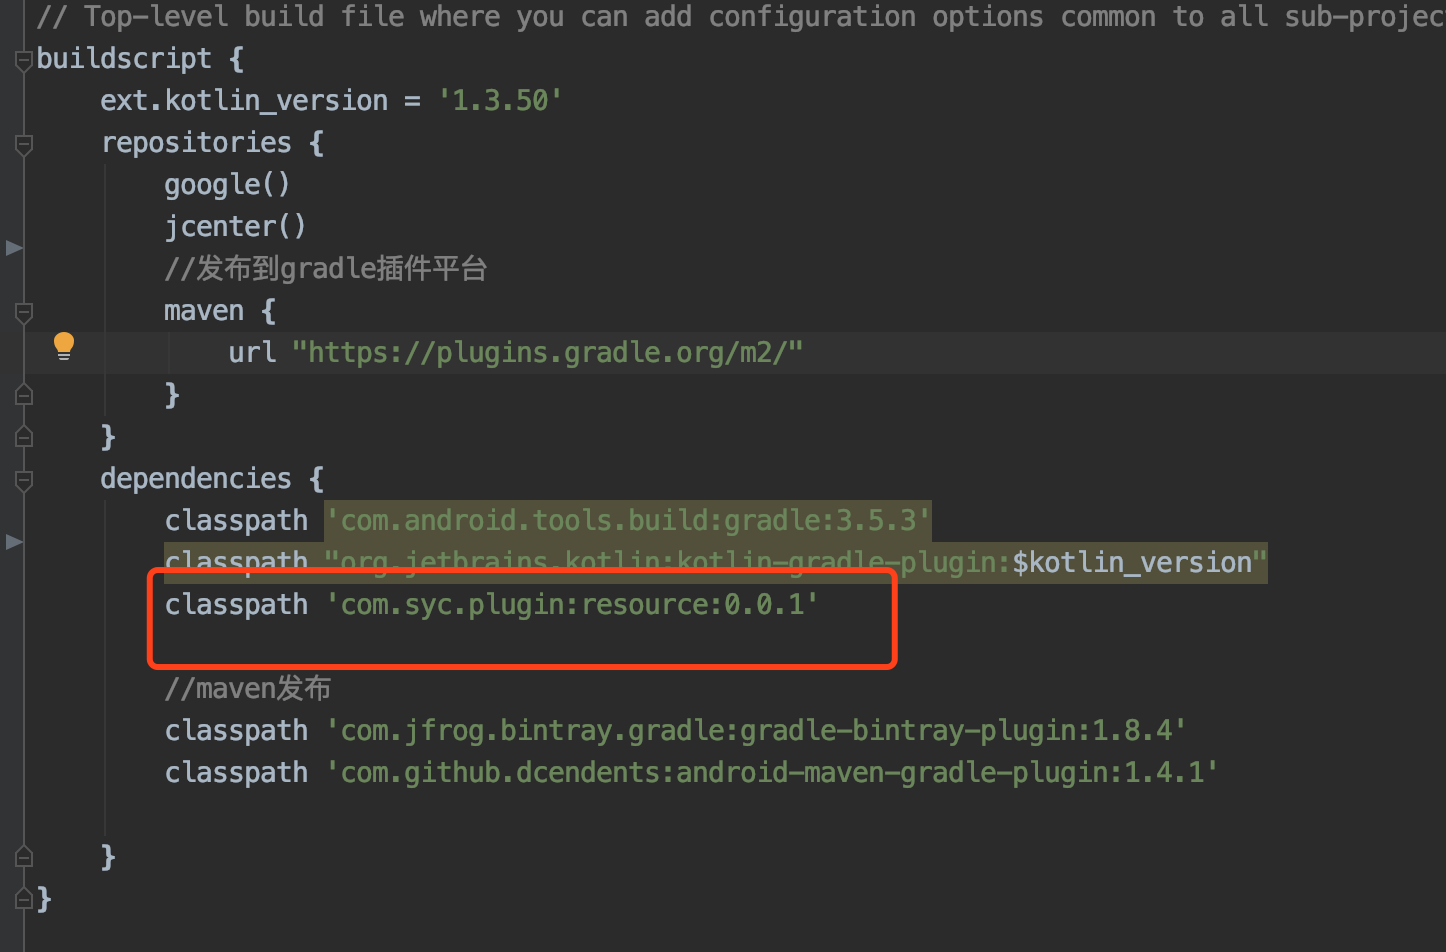 // Top-level build file where you can add configuration options common to all sub-projec
buildscript {
    ext.kotlin_version = '1.3.50'
    repositories {
        google()
        jcenter()
        //发布到gradle插件平台
        maven {
            url "https://plugins.gradle.org/m2/"
        }
    }
    dependencies {
        classpath 'com.android.tools.build:gradle:3.5.3'
        classpath "org.jetbrains.kotlin:kotlin-gradle-plugin:$kotlin_version"
        classpath 'com.syc.plugin:resource:0.0.1'
        //maven发布
        classpath 'com.jfrog.bintray.gradle:gradle-bintray-plugin:1.8.4'
        classpath 'com.github.dcendents:android-maven-gradle-plugin:1.4.1'
    }
}